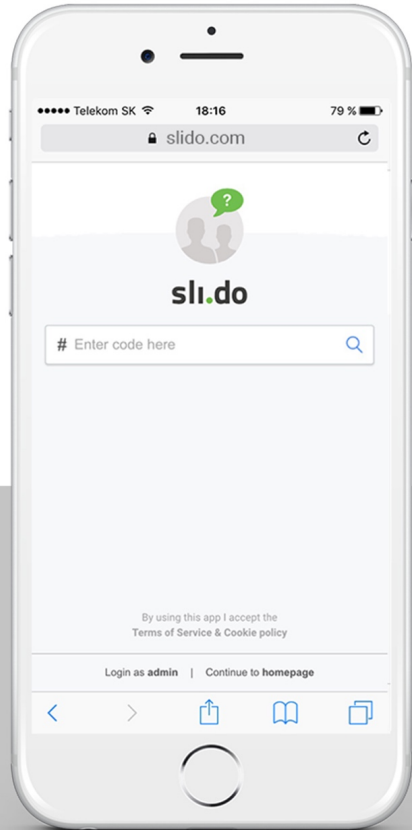 Telekom SK 18:16 79 %
slido.com
?
slı.do
# Enter code here
By using this app I accept the
Terms of Service & Cookie policy
Login as admin | Continue to homepage